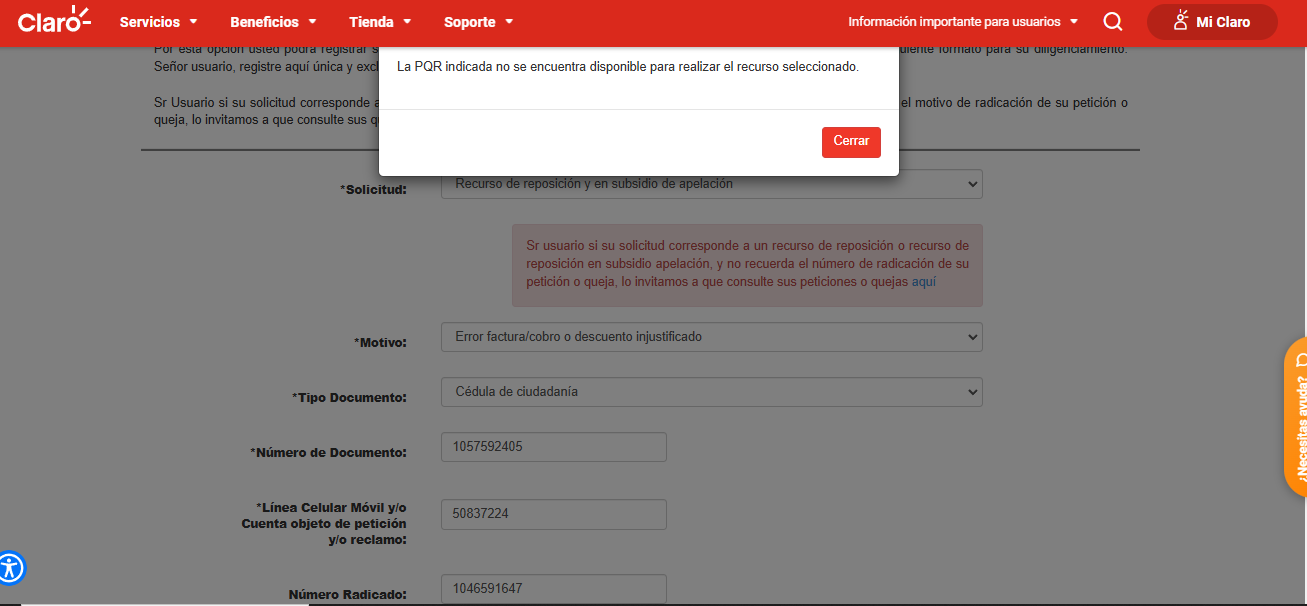 Claro
Servicios
Beneficios
Tienda
Soporte
Información importante para usuarios
Mi Claro
Por esta opción usted podrá registrar s
uiente formato para su diligenciamiento.
Señor usuario, registre aquí única y excl
La PQR indicada no se encuentra disponible para realizar el recurso seleccionado.
Sr Usuario si su solicitud corresponde a
el motivo de radicación de su petición o
queja, lo invitamos a que consulte sus q
Cerrar
*Solicitud:
Recurso de reposición y en subsidio de apelación
Sr usuario si su solicitud corresponde a un recurso de reposición o recurso de
reposición en subsidio apelación, y no recuerda el número de radicación de su
petición o queja, lo invitamos a que consulte sus peticiones o quejas aquí
*Motivo:
Error factura/cobro o descuento injustificado
*Tipo Documento:
Cédula de ciudadanía
*Número de Documento:
1057592405
*Línea Celular Móvil y/o
Cuenta objeto de petición
y/o reclamo:
50837224
Número Radicado:
1046591647
¿Necesitas ayuda?